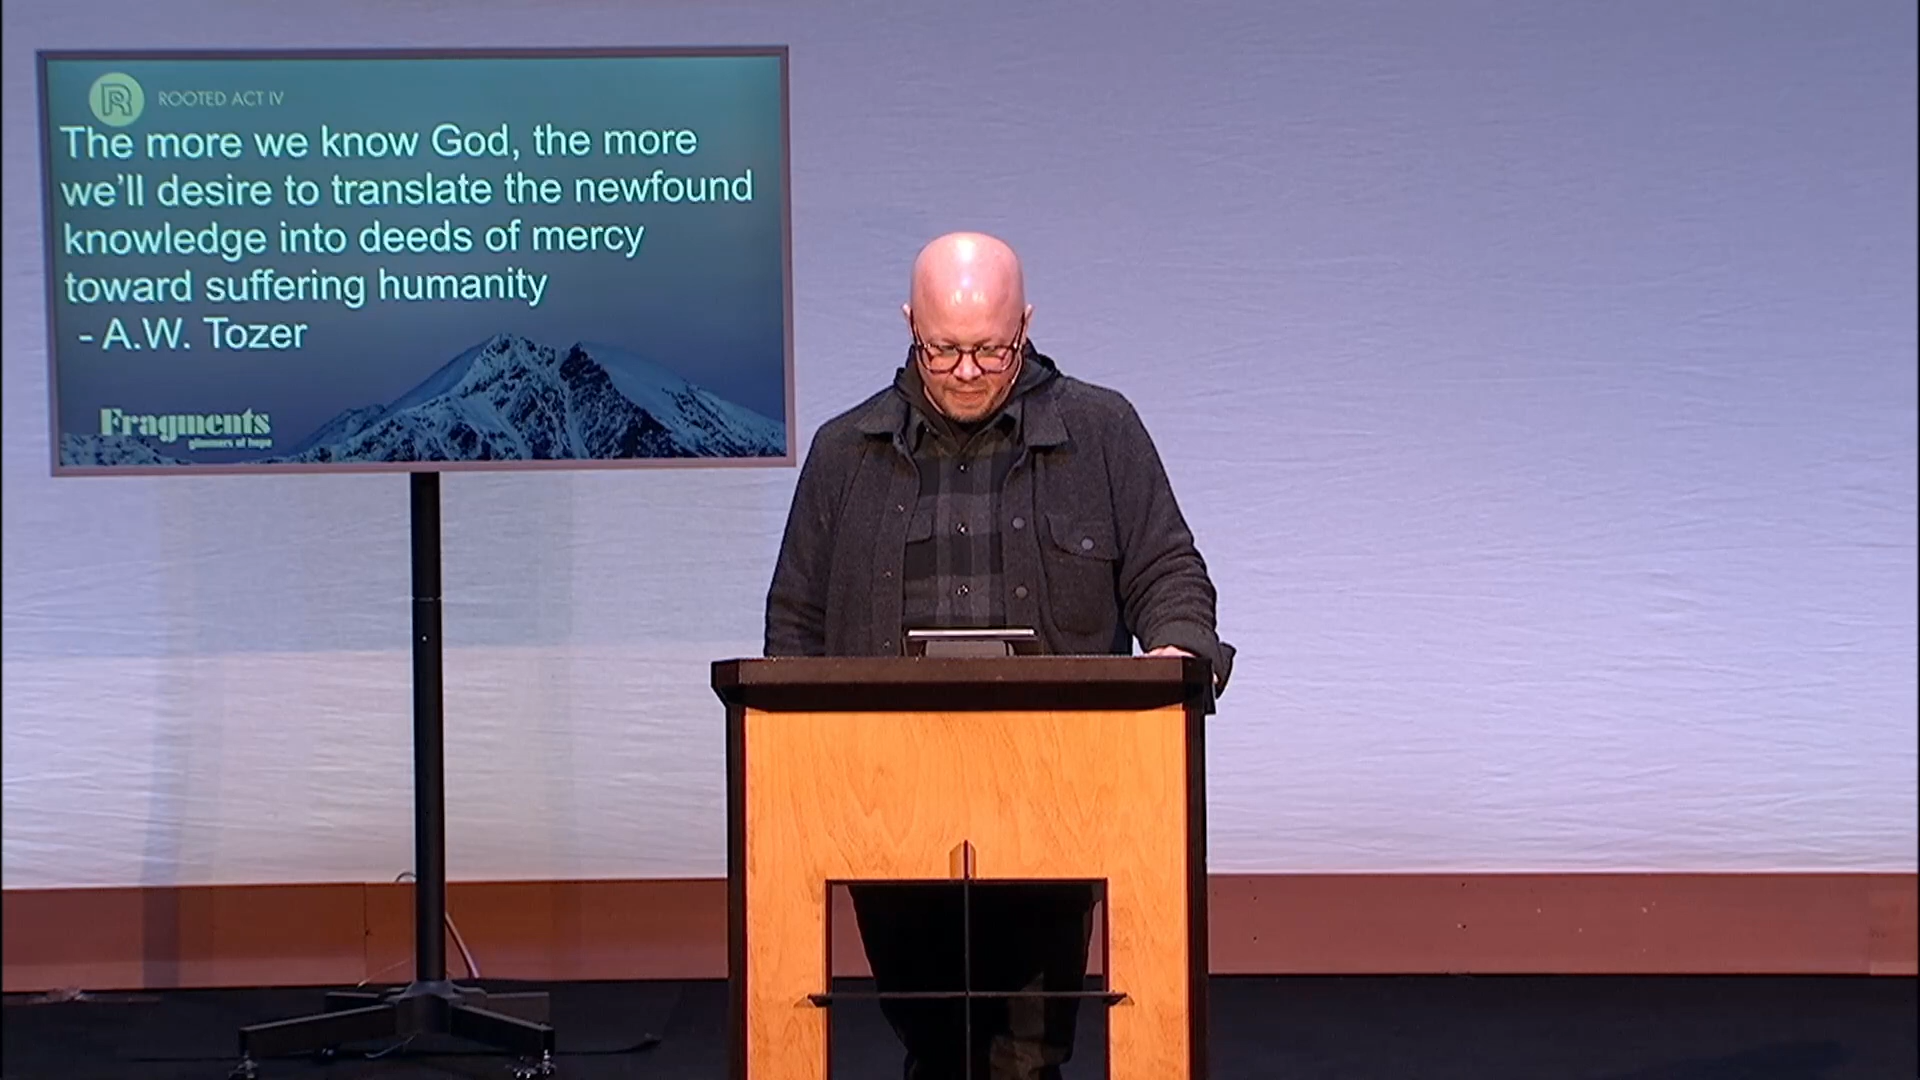 R
ROOTED ACT IV
The more we know God, the more
we'll desire to translate the newfound
knowledge into deeds of mercy
toward suffering humanity
- A.W. Tozer
Fragments
glimmers of hope